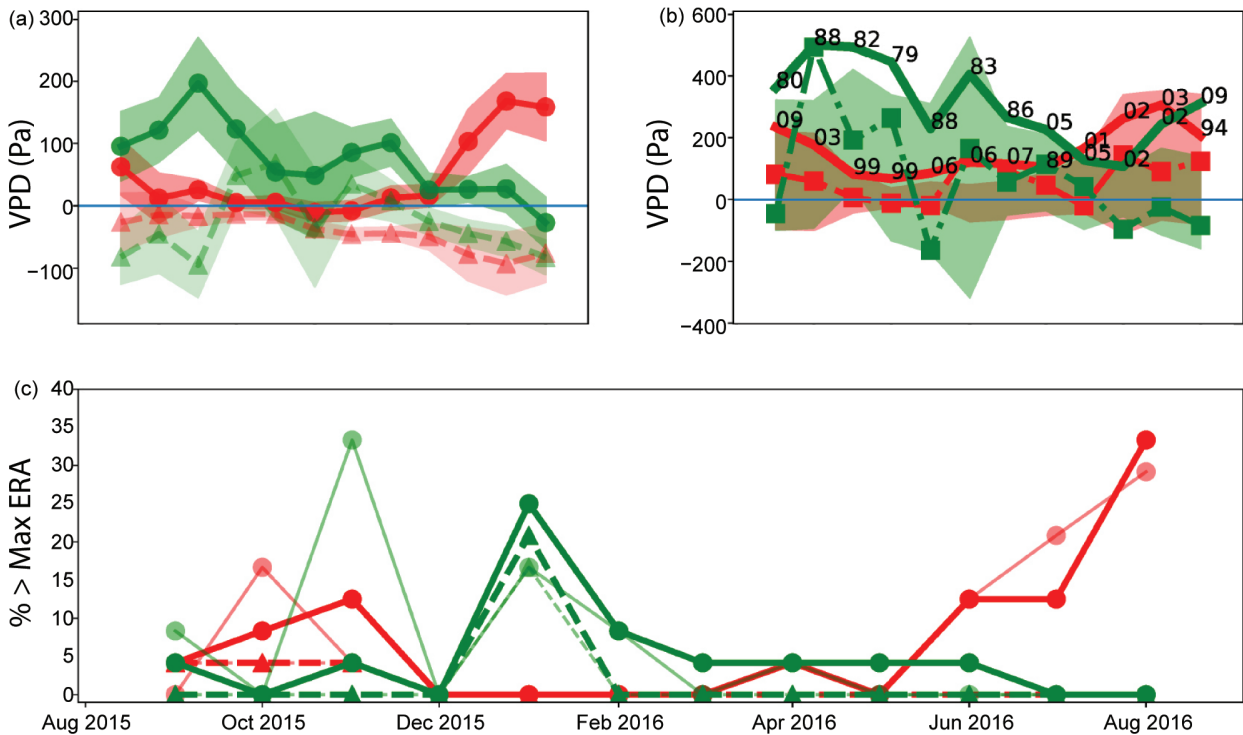 (a)
300
200
100
0
−100
VPD (Pa)
(b)
600
400
200
0
−200
−400
VPD (Pa)
80 88 82 79 88 83 86 05 01 02 03 09
09 03 99 99 06 06 07 89 05 02 02 94
(c)
40
35
30
25
20
15
10
5
0
% > Max ERA
Aug 2015 Oct 2015 Dec 2015 Feb 2016 Apr 2016 Jun 2016 Aug 2016